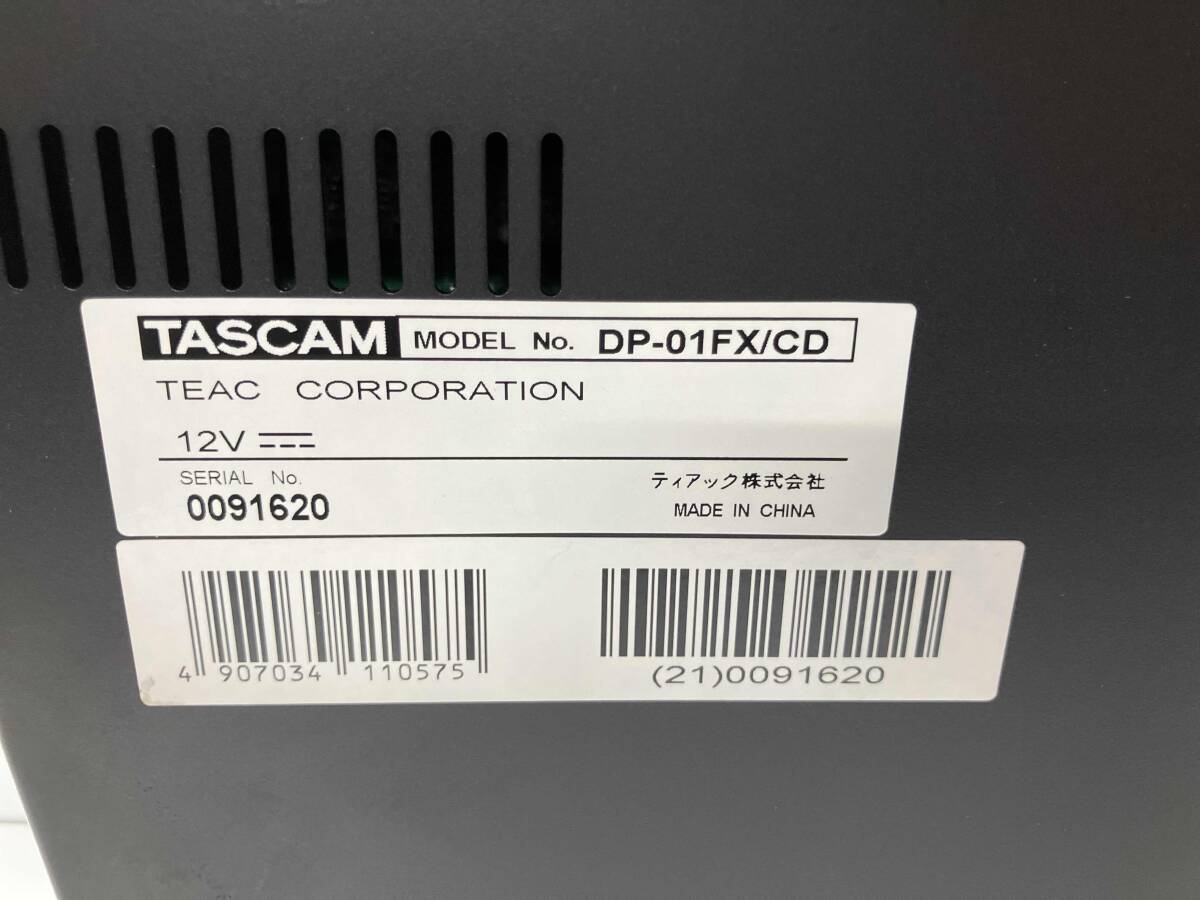 TASCAM MODEL No. DP-01FX/CD
TEAC CORPORATION
12V
SERIAL No.
0091620
ティアック株式会社
MADE IN CHINA
4 907034 110575
(21)0091620